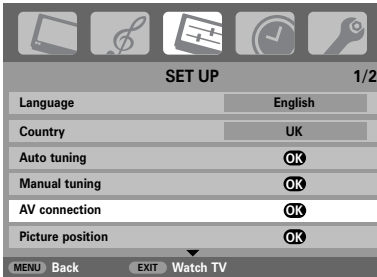 SET UP 1/2
Language English
Country UK
Auto tuning OK
Manual tuning OK
AV connection OK
Picture position OK
MENU Back EXIT Watch TV